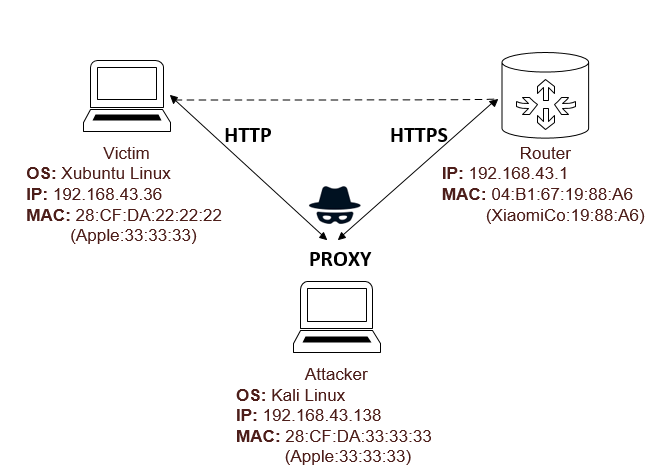 HTTP
HTTPS
Victim
OS: Xubuntu Linux
IP: 192.168.43.36
MAC: 28:CF:DA:22:22:22
(Apple:33:33:33)
Router
IP: 192.168.43.1
MAC: 04:B1:67:19:88:A6
(XiaomiCo:19:88:A6)
PROXY
Attacker
OS: Kali Linux
IP: 192.168.43.138
MAC: 28:CF:DA:33:33:33
(Apple:33:33:33)